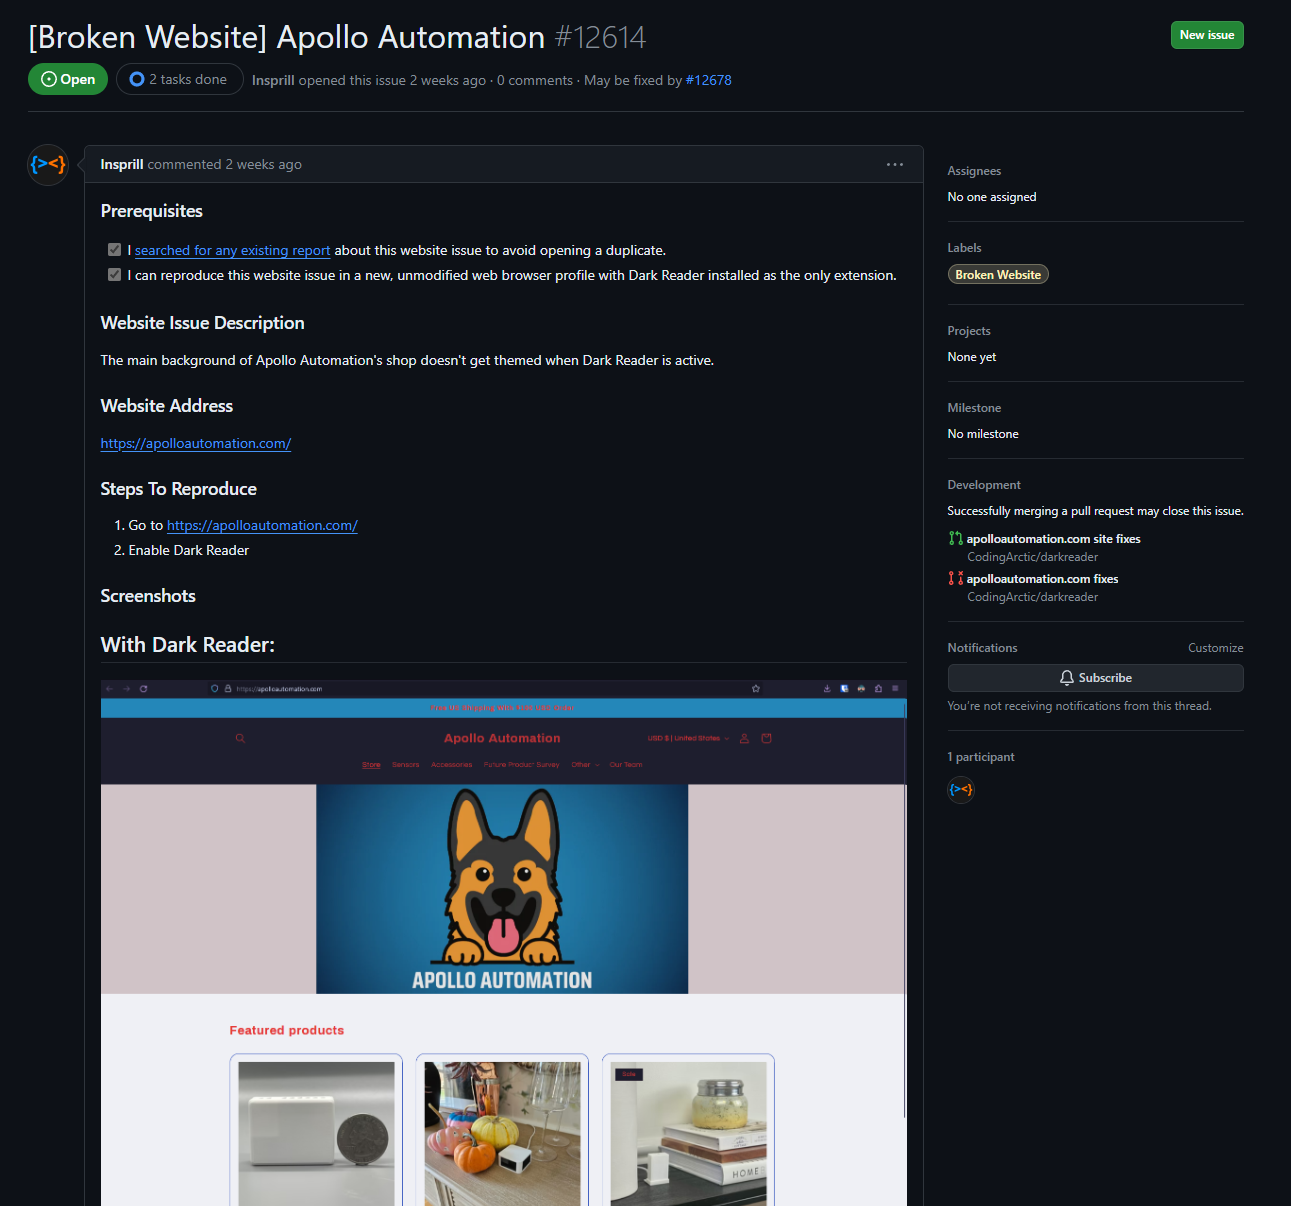 [Broken Website] Apollo Automation #12614
New issue
Open
2 tasks done
Insprill opened this issue 2 weeks ago · 0 comments · May be fixed by #12678
{><}
Insprill commented 2 weeks ago
Prerequisites
I searched for any existing report about this website issue to avoid opening a duplicate.
I can reproduce this website issue in a new, unmodified web browser profile with Dark Reader installed as the only extension.
Website Issue Description
The main background of Apollo Automation's shop doesn't get themed when Dark Reader is active.
Website Address
https://apolloautomation.com/
Steps To Reproduce
1. Go to https://apolloautomation.com/
2. Enable Dark Reader
Screenshots
With Dark Reader:
https://apolloautomation.com
Apollo Automation
USD $ | United States
Store Sensors Accessories Future Product Survey Other Our Team
APOLLO AUTOMATION
Featured products
Sale
HOME
Assignees
No one assigned
Labels
Broken Website
Projects
None yet
Milestone
No milestone
Development
Successfully merging a pull request may close this issue.
apolloautomation.com site fixes
CodingArctic/darkreader
apolloautomation.com fixes
CodingArctic/darkreader
Notifications
Customize
Subscribe
You're not receiving notifications from this thread.
1 participant
{><}